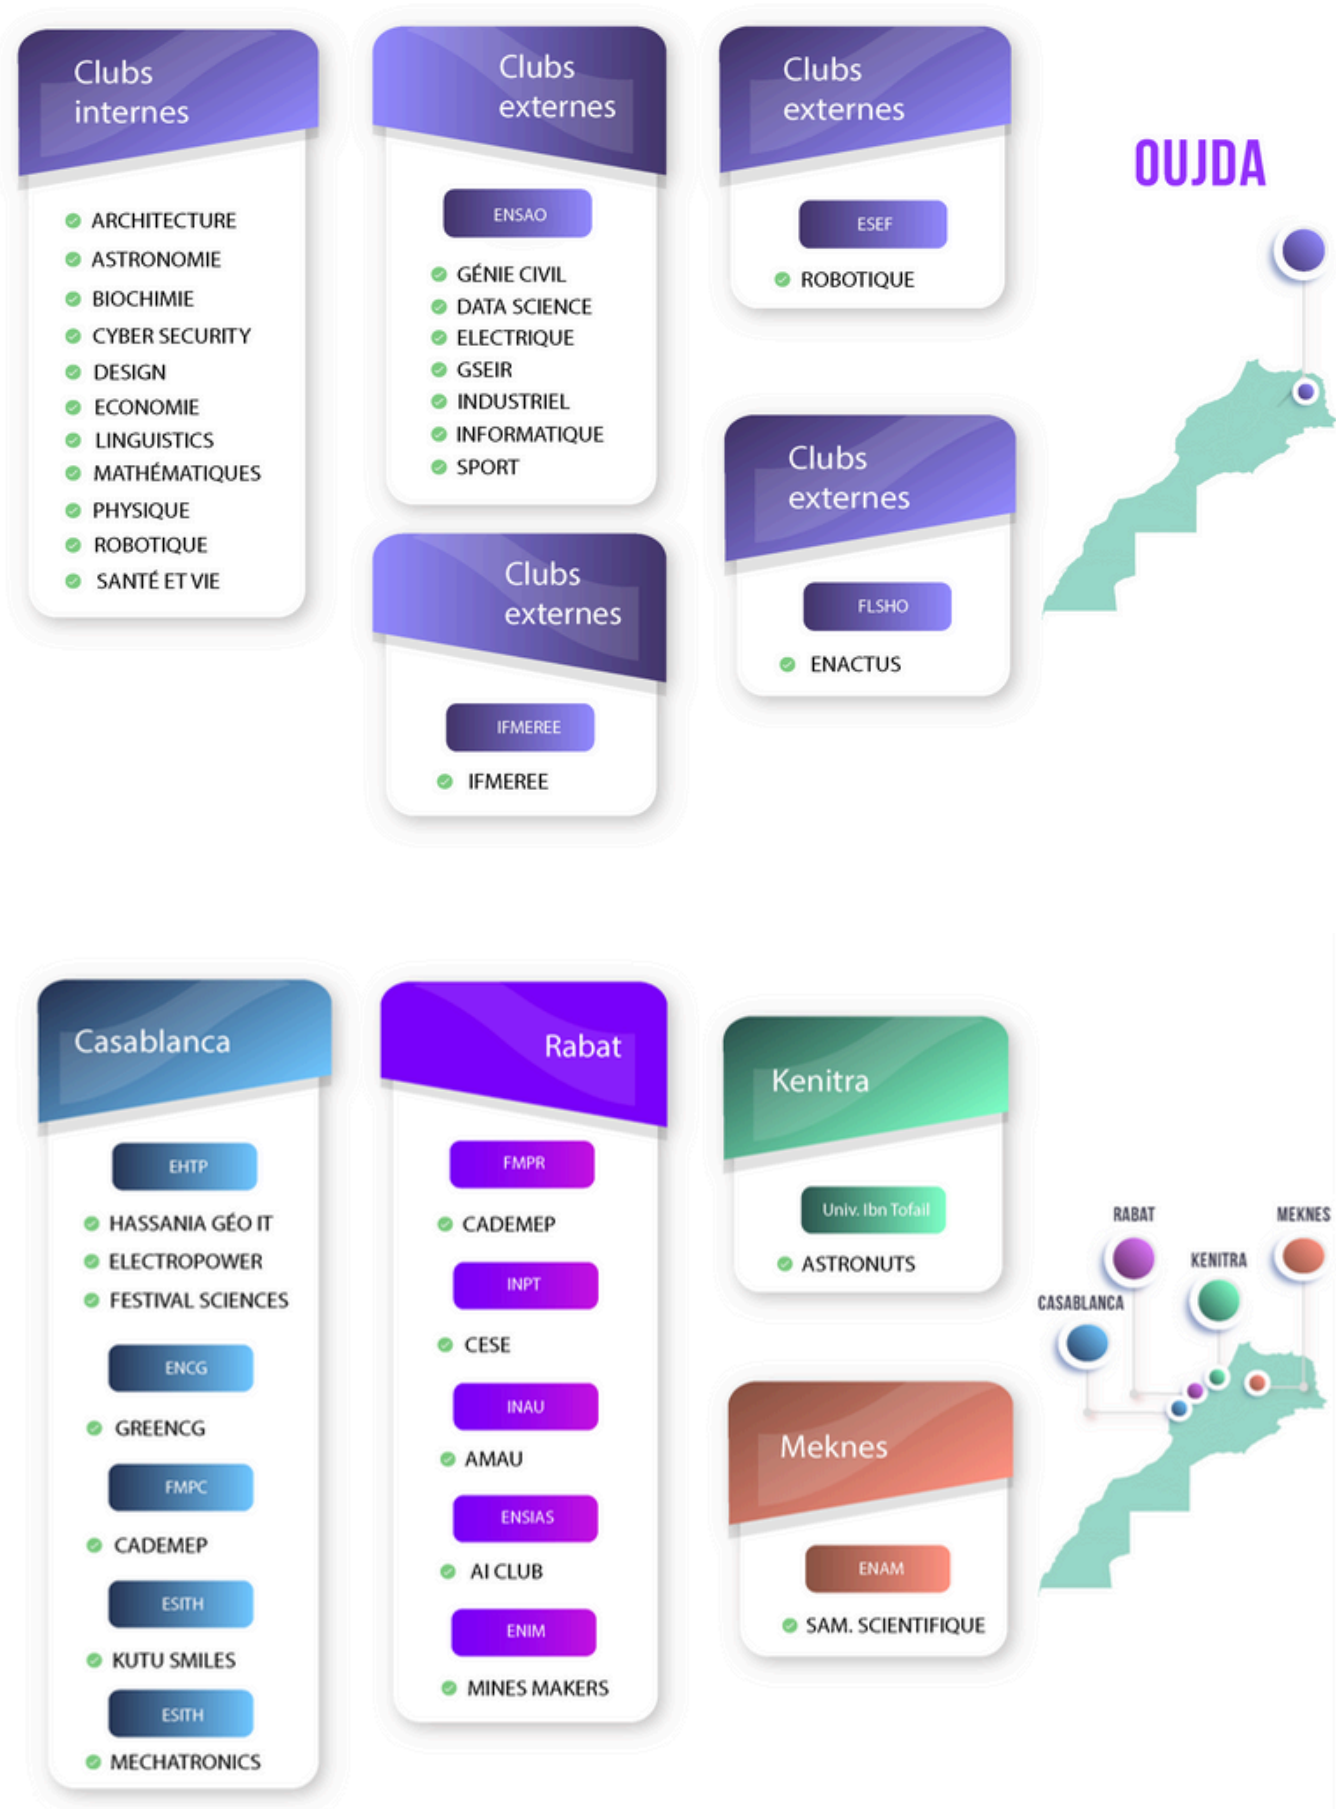 Clubs
internes
ARCHITECTURE
ASTRONOMIE
BIOCHIMIE
CYBER SECURITY
DESIGN
ECONOMIE
LINGUISTICS
MATHÉMATIQUES
PHYSIQUE
ROBOTIQUE
SANTÉ ET VIE
Clubs
externes
ENSAO
GÉNIE CIVIL
DATA SCIENCE
ELECTRIQUE
GSEIR
INDUSTRIEL
INFORMATIQUE
SPORT
Clubs
externes
IFMEREE
IFMEREE
Clubs
externes
ESEF
ROBOTIQUE
Clubs
externes
FLSHO
ENACTUS
OUJDA
Casablanca
EHTP
HASSANIA GÉO IT
ELECTROPOWER
FESTIVAL SCIENCES
ENCG
GREENCG
FMPC
CADEMEP
ESITH
KUTU SMILES
ESITH
MECHATRONICS
Rabat
FMPR
CADEMEP
INPT
CESE
INAU
AMAU
ENSIAS
AI CLUB
ENIM
MINES MAKERS
Kenitra
Univ. Ibn Tofail
ASTRONUTS
Meknes
ENAM
SAM. SCIENTIFIQUE
RABAT
MEKNES
KENITRA
CASABLANCA